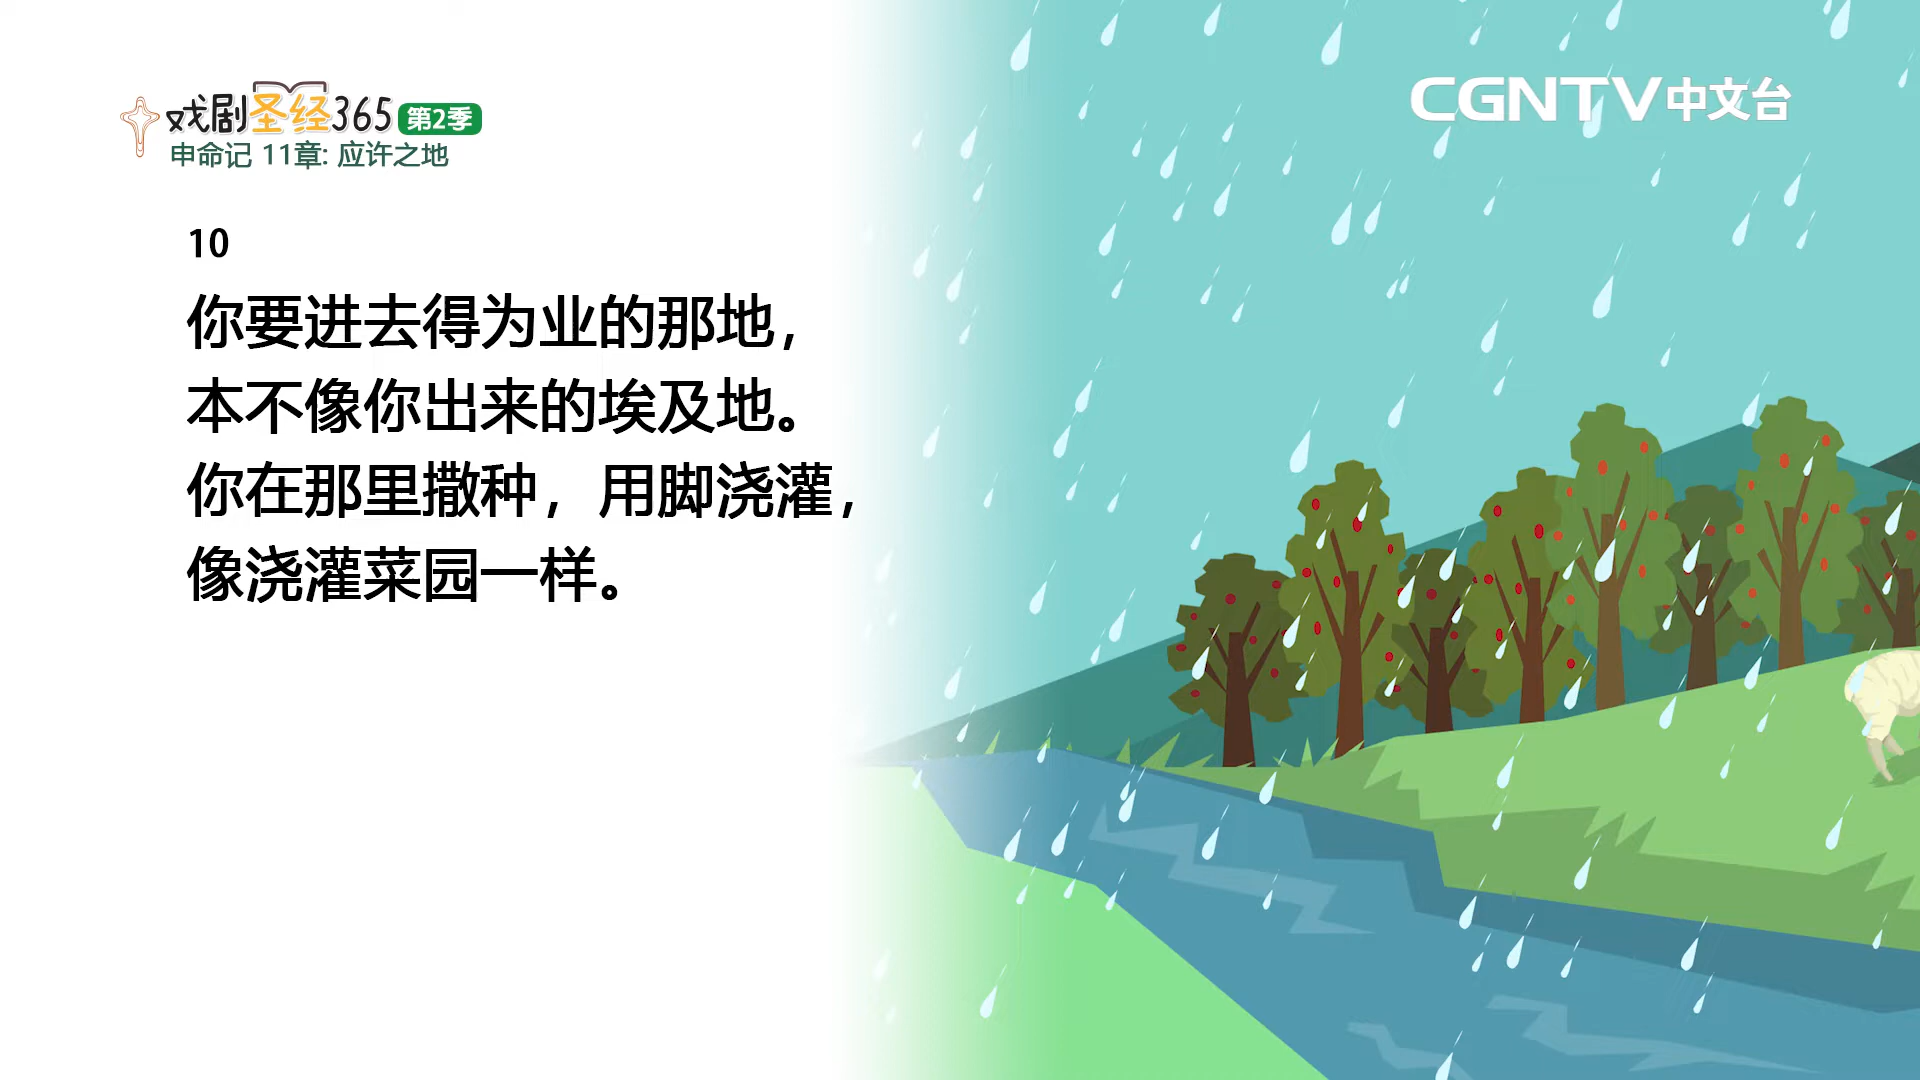 戏剧圣经365 第2季
申命记 11章: 应许之地
CGNTV中文台
10
你要进去得为业的那地，
本不像你出来的埃及地。
你在那里撒种，用脚浇灌，
像浇灌菜园一样。